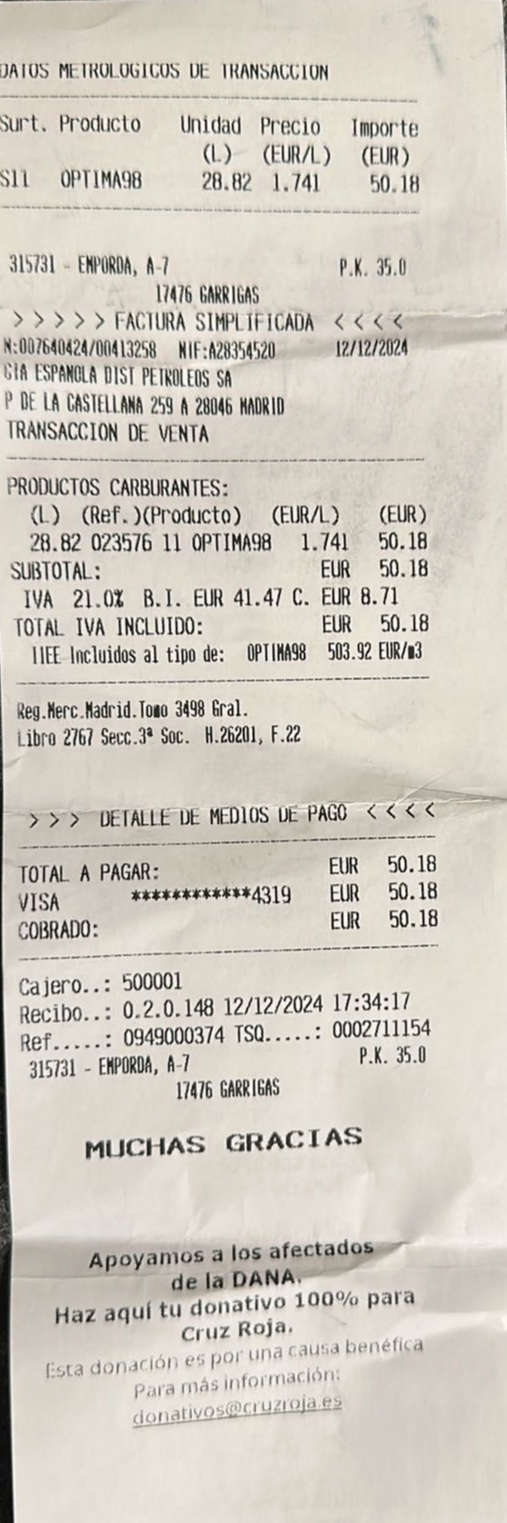 DATOS METROLOGICOS DE TRANSACCION
Surt. Producto Unidad Precio Importe
(L) (EUR/L) (EUR)
S11 OPTIMA98 28.82 1.741 50.18
315731 - EMPORDA, A-7 P.K. 35.0
17476 GARRIGAS
> > > > > FACTURA SIMPLIFICADA < < < <
N:007640424/00413258 NIF:A28354520 12/12/2024
CIA ESPANOLA DIST PETROLEOS SA
P DE LA CASTELLANA 259 A 28046 MADRID
TRANSACCION DE VENTA
PRODUCTOS CARBURANTES:
(L) (Ref.)(Producto) (EUR/L) (EUR)
28.82 023576 11 OPTIMA98 1.741 50.18
SUBTOTAL: EUR 50.18
IVA 21.0% B.I. EUR 41.47 C. EUR 8.71
TOTAL IVA INCLUIDO: EUR 50.18
IIEE Incluidos al tipo de: OPTIMA98 503.92 EUR/m3
Reg.Merc.Madrid.Tomo 3498 Gral.
Libro 2767 Secc.3ª Soc. H.26201, F.22
> > > DETALLE DE MEDIOS DE PAGO < < < <
TOTAL A PAGAR: EUR 50.18
VISA ************4319 EUR 50.18
COBRADO: EUR 50.18
Cajero..: 500001
Recibo..: 0.2.0.148 12/12/2024 17:34:17
Ref.....: 0949000374 TSQ.....: 0002711154
315731 - EMPORDA, A-7 P.K. 35.0
17476 GARRIGAS
MUCHAS GRACIAS
Apoyamos a los afectados
de la DANA.
Haz aquí tu donativo 100% para
Cruz Roja.
Esta donación es por una causa benéfica
Para más información:
donativos@cruzroja.es